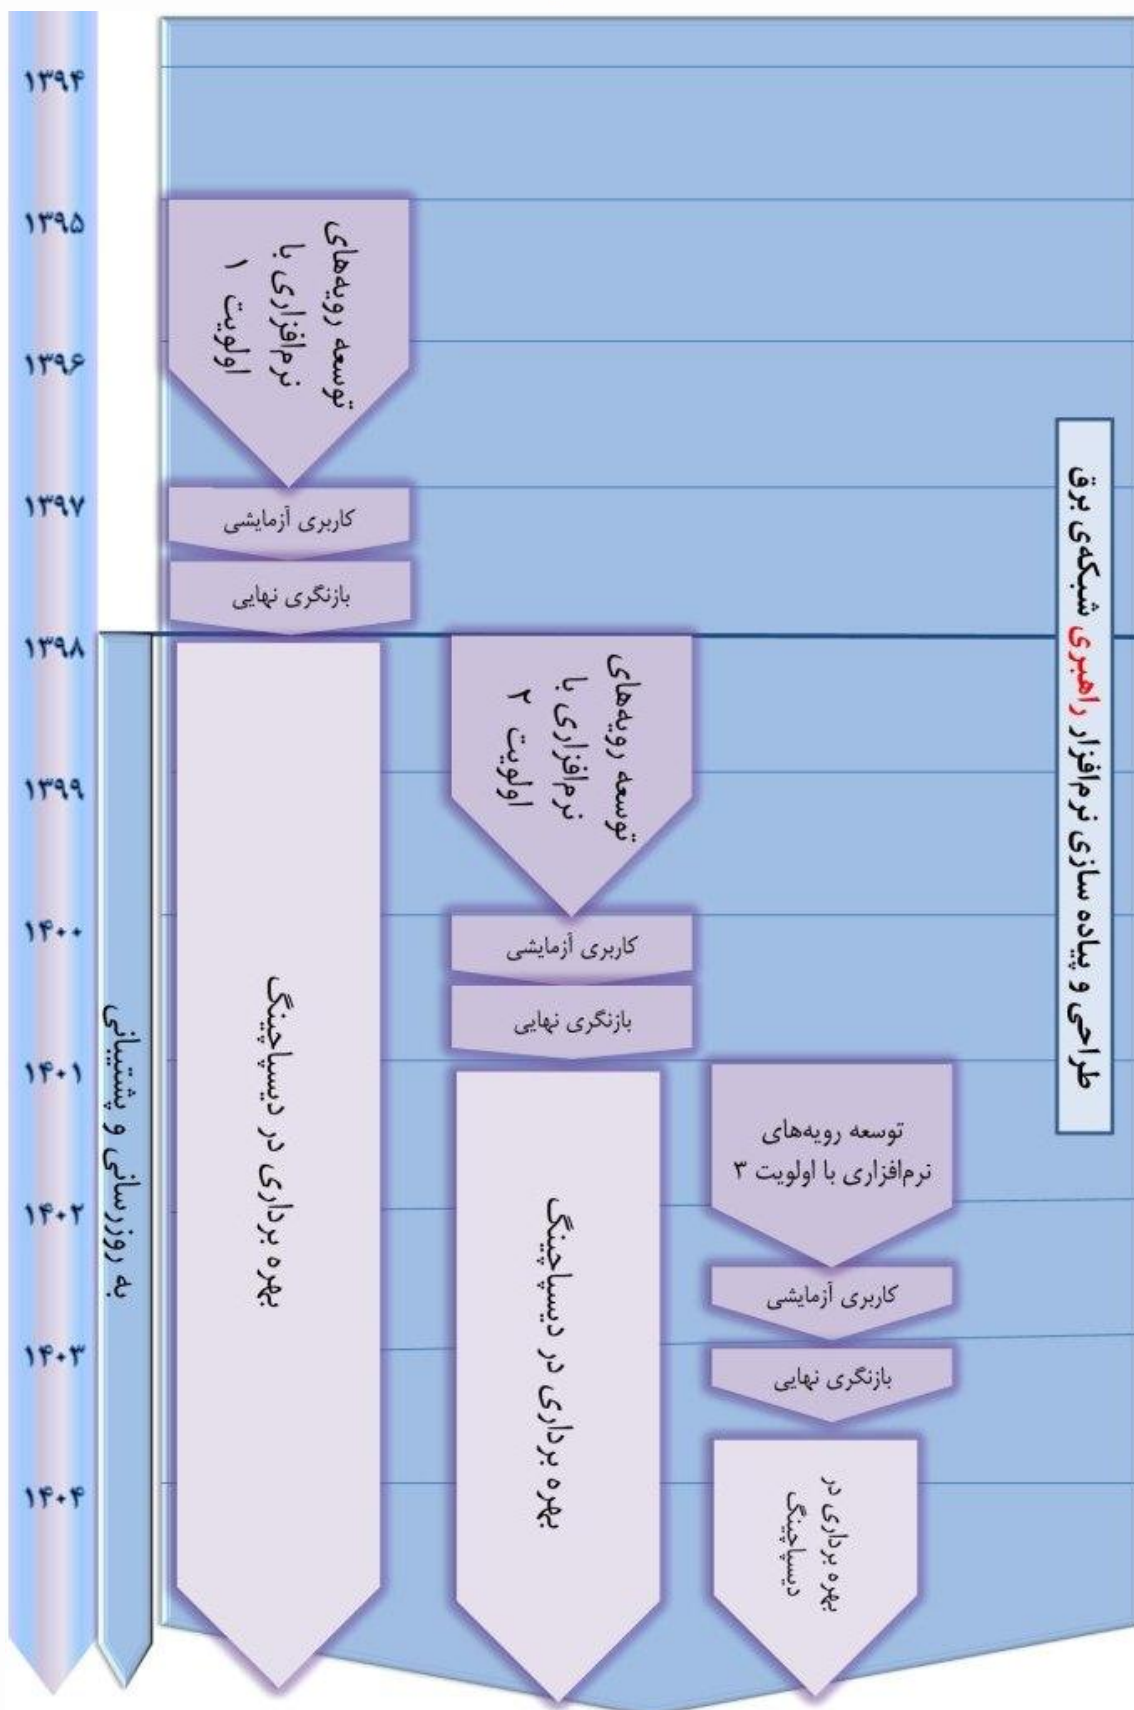 طراحی و پیاده سازی نرم‌افزار راهبری شبکه‌ی برق
۱۳۹۴
۱۳۹۵
۱۳۹۶
۱۳۹۷
۱۳۹۸
۱۳۹۹
۱۴۰۰
۱۴۰۱
۱۴۰۲
۱۴۰۳
۱۴۰۴
به روزرسانی و پشتیبانی
توسعه رویه‌های
نرم‌افزاری با
اولویت ۱
کاربری آزمایشی
بازنگری نهایی
بهره برداری در دیسپاچینگ
توسعه رویه‌های
نرم‌افزاری با
اولویت ۲
کاربری آزمایشی
بازنگری نهایی
بهره برداری در دیسپاچینگ
توسعه رویه‌های
نرم‌افزاری با اولویت ۳
کاربری آزمایشی
بازنگری نهایی
بهره برداری در
دیسپاچینگ